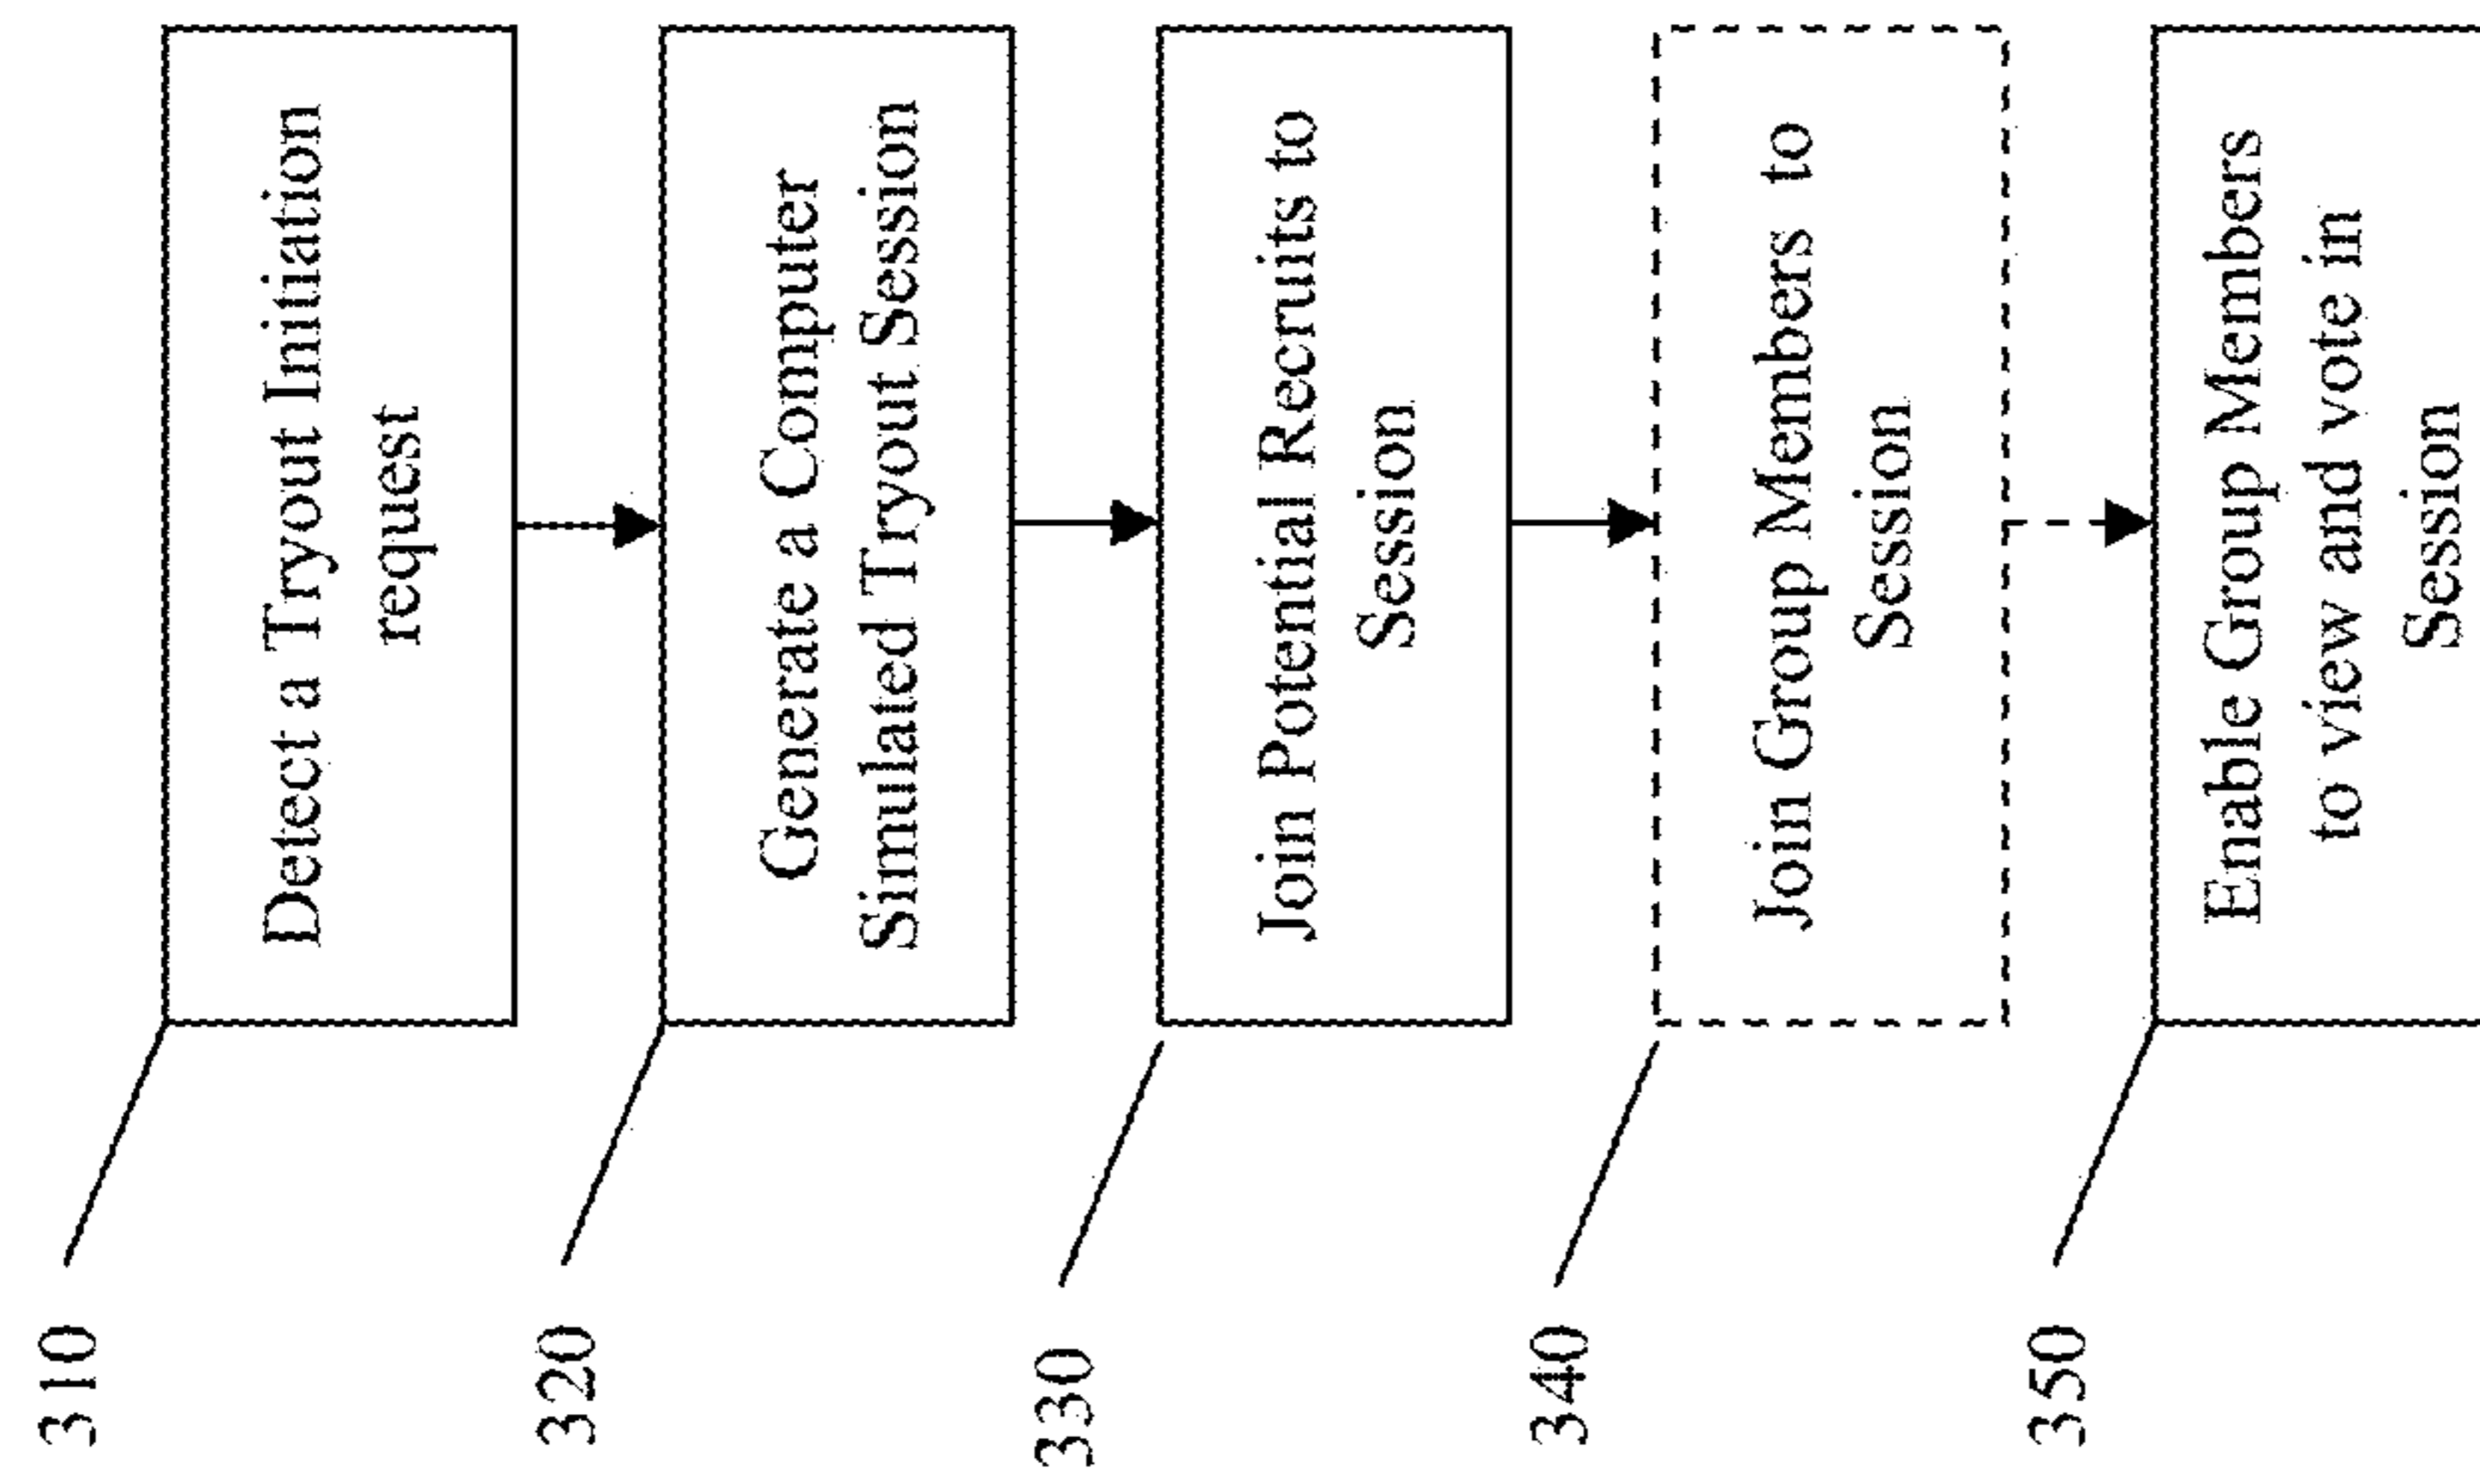 310
Detect a Tryout Initiation
request
320
Generate a Computer
Simulated Tryout Session
330
Join Potential Recruits to
Session
340
Join Group Members to
Session
350
Enable Group Members
to view and vote in
Session